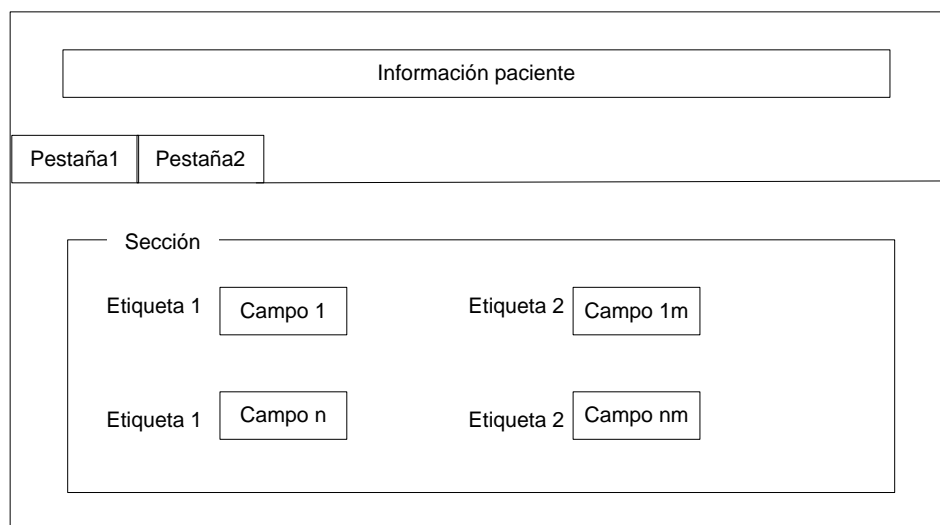 Información paciente
Pestaña1 Pestaña2
Sección
Etiqueta 1 Campo 1 Etiqueta 2 Campo 1m
Etiqueta 1 Campo n Etiqueta 2 Campo nm